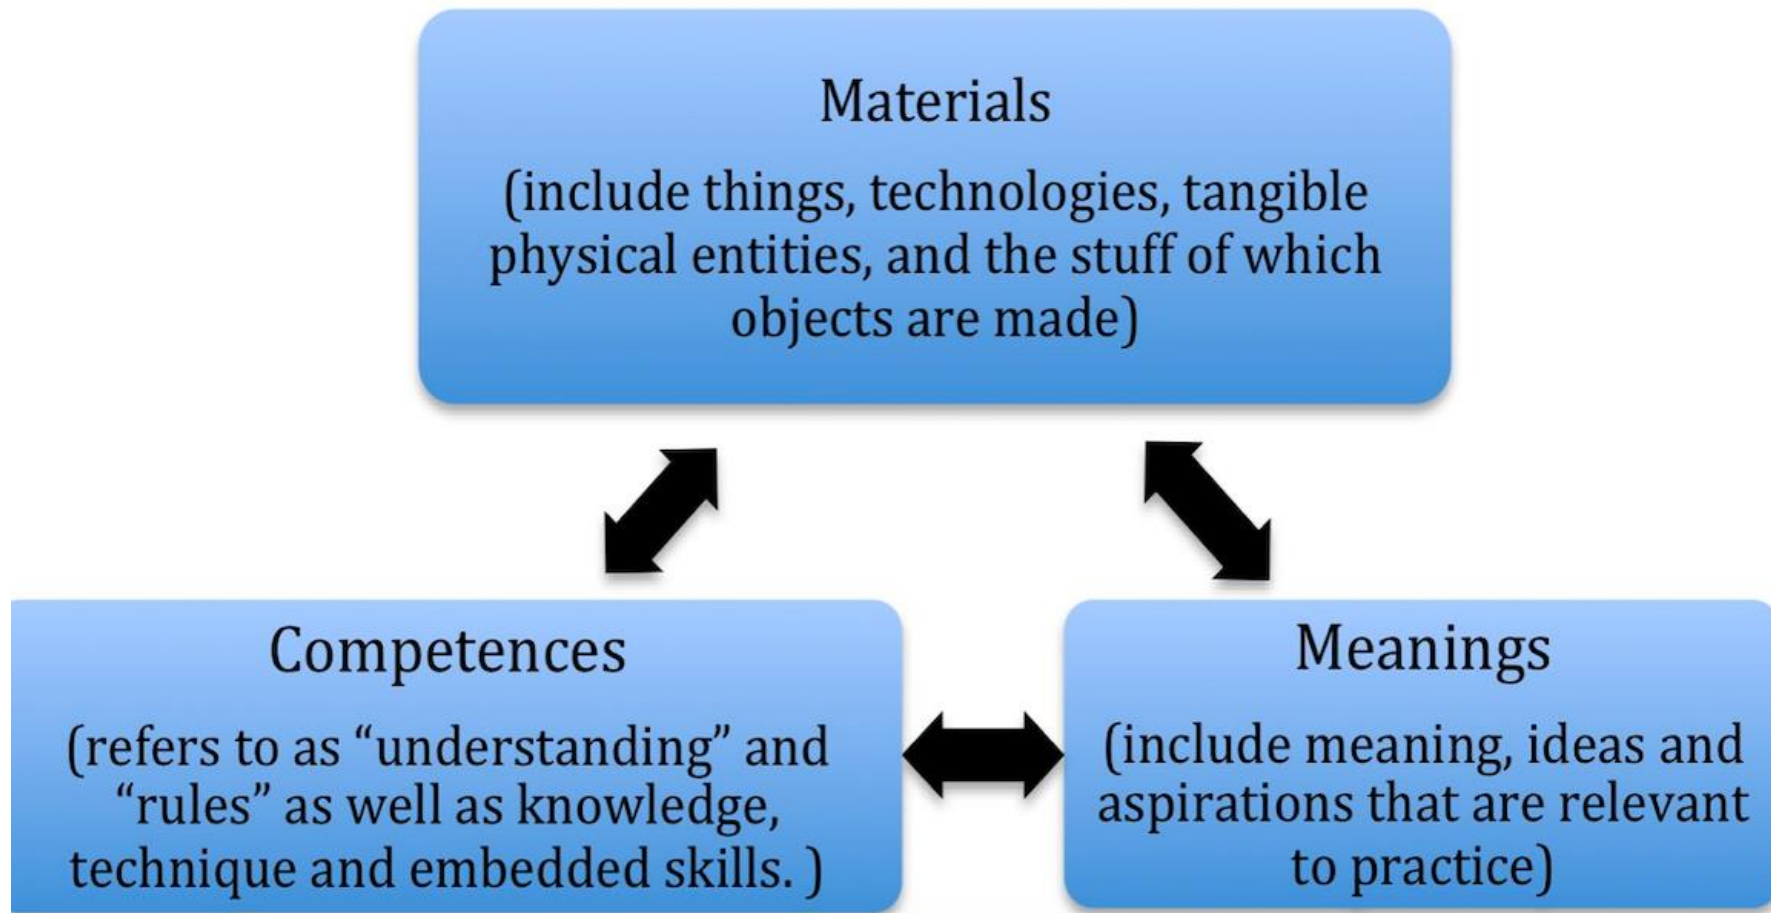 Materials
(include things, technologies, tangible
physical entities, and the stuff of which
objects are made)
Competences
(refers to as “understanding” and
“rules” as well as knowledge,
technique and embedded skills. )
Meanings
(include meaning, ideas and
aspirations that are relevant
to practice)